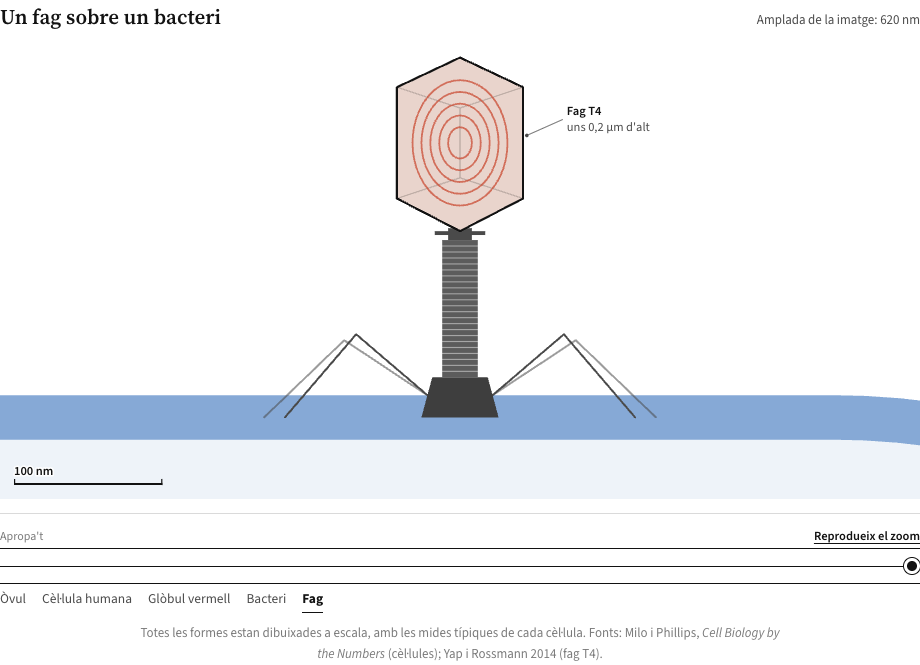 Un fag sobre un bacteri
Amplada de la imatge: 620 nm
Fag T4
uns 0,2 µm d'alt
100 nm
Apropa't
Reprodueix el zoom
Òvul Cèl·lula humana Glòbul vermell Bacteri Fag
Totes les formes estan dibuixades a escala, amb les mides típiques de cada cèl·lula. Fonts: Milo i Phillips, Cell Biology by
the Numbers (cèl·lules); Yap i Rossmann 2014 (fag T4).